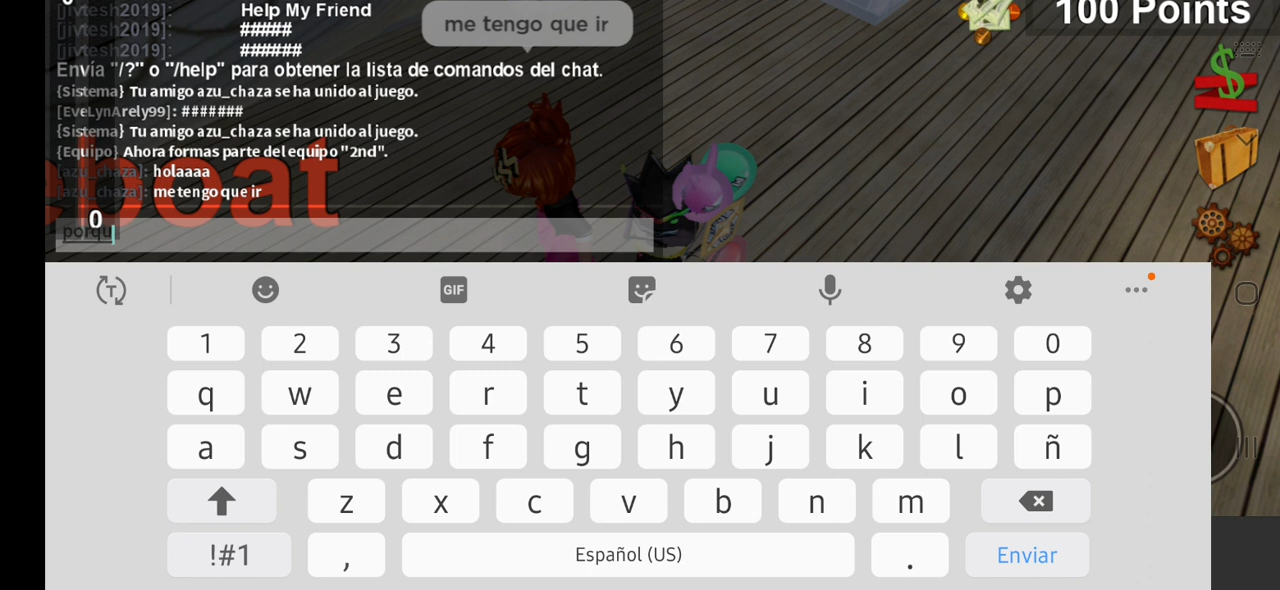 [jivtesh2019]: Help My Friend
[jivtesh2019]: #####
[jivtesh2019]: ######
me tengo que ir
100 Points
Envía "/?" o "/help" para obtener la lista de comandos del chat.
{Sistema} Tu amigo azu_chaza se ha unido al juego.
[EveLynArely99]: #######
{Sistema} Tu amigo azu_chaza se ha unido al juego.
{Equipo} Ahora formas parte del equipo "2nd".
[azu_chaza]: holaaaa
[azu_chaza]: me tengo que ir
eboat
0
porqu
GIF
1 2 3 4 5 6 7 8 9 0
q w e r t y u i o p
a s d f g h j k l ñ
z x c v b n m
!#1 , Español (US) . Enviar